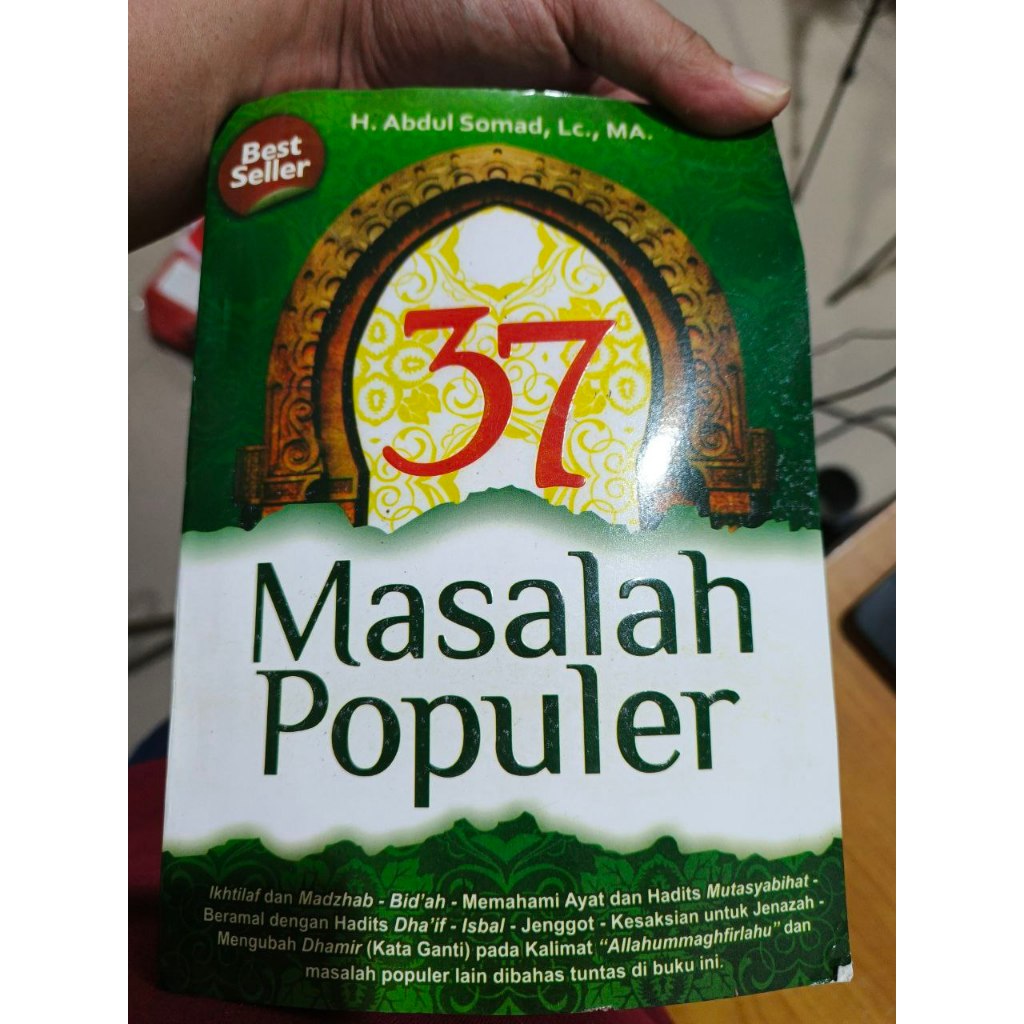 H. Abdul Somad, Lc., MA.
Best
Seller
37
Masalah
Populer
Ikhtilaf dan Madzhab - Bid'ah - Memahami Ayat dan Hadits Mutasyabihat -
Beramal dengan Hadits Dha'if - Isbal - Jenggot - Kesaksian untuk Jenazah -
Mengubah Dhamir (Kata Ganti) pada Kalimat "Allahummaghfirlahu" dan
masalah populer lain dibahas tuntas di buku ini.